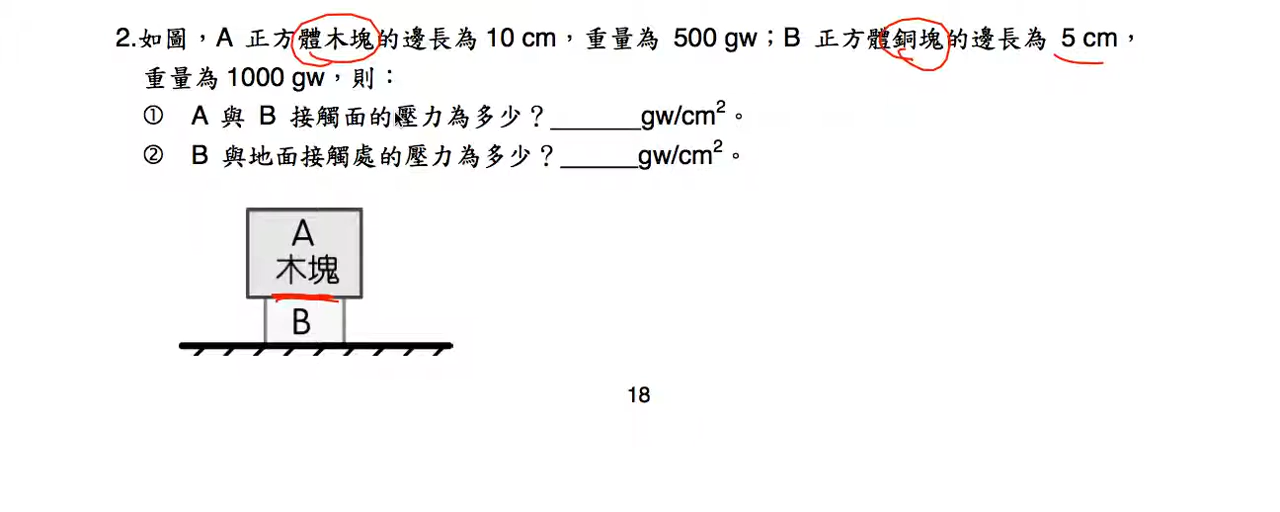 2.如圖，A 正方體木塊的邊長為 10 cm，重量為 500 gw；B 正方體銅塊的邊長為 5 cm，
重量為 1000 gw，則：
① A 與 B 接觸面的壓力為多少？______gw/cm²。
② B 與地面接觸處的壓力為多少？_____gw/cm²。
A
木塊
B
18